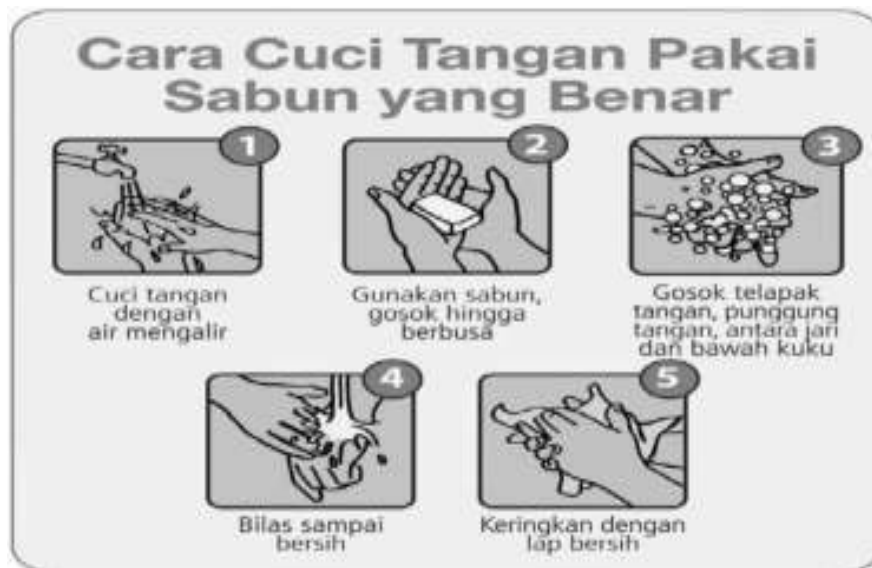 Cara Cuci Tangan Pakai
Sabun yang Benar
1
2
3
Cuci tangan
dengan
air mengalir
Gunakan sabun,
gosok hingga
berbusa
Gosok telapak
tangan, punggung
tangan, antara jari
dan bawah kuku
4
5
Bilas sampai
bersih
Keringkan dengan
lap bersih